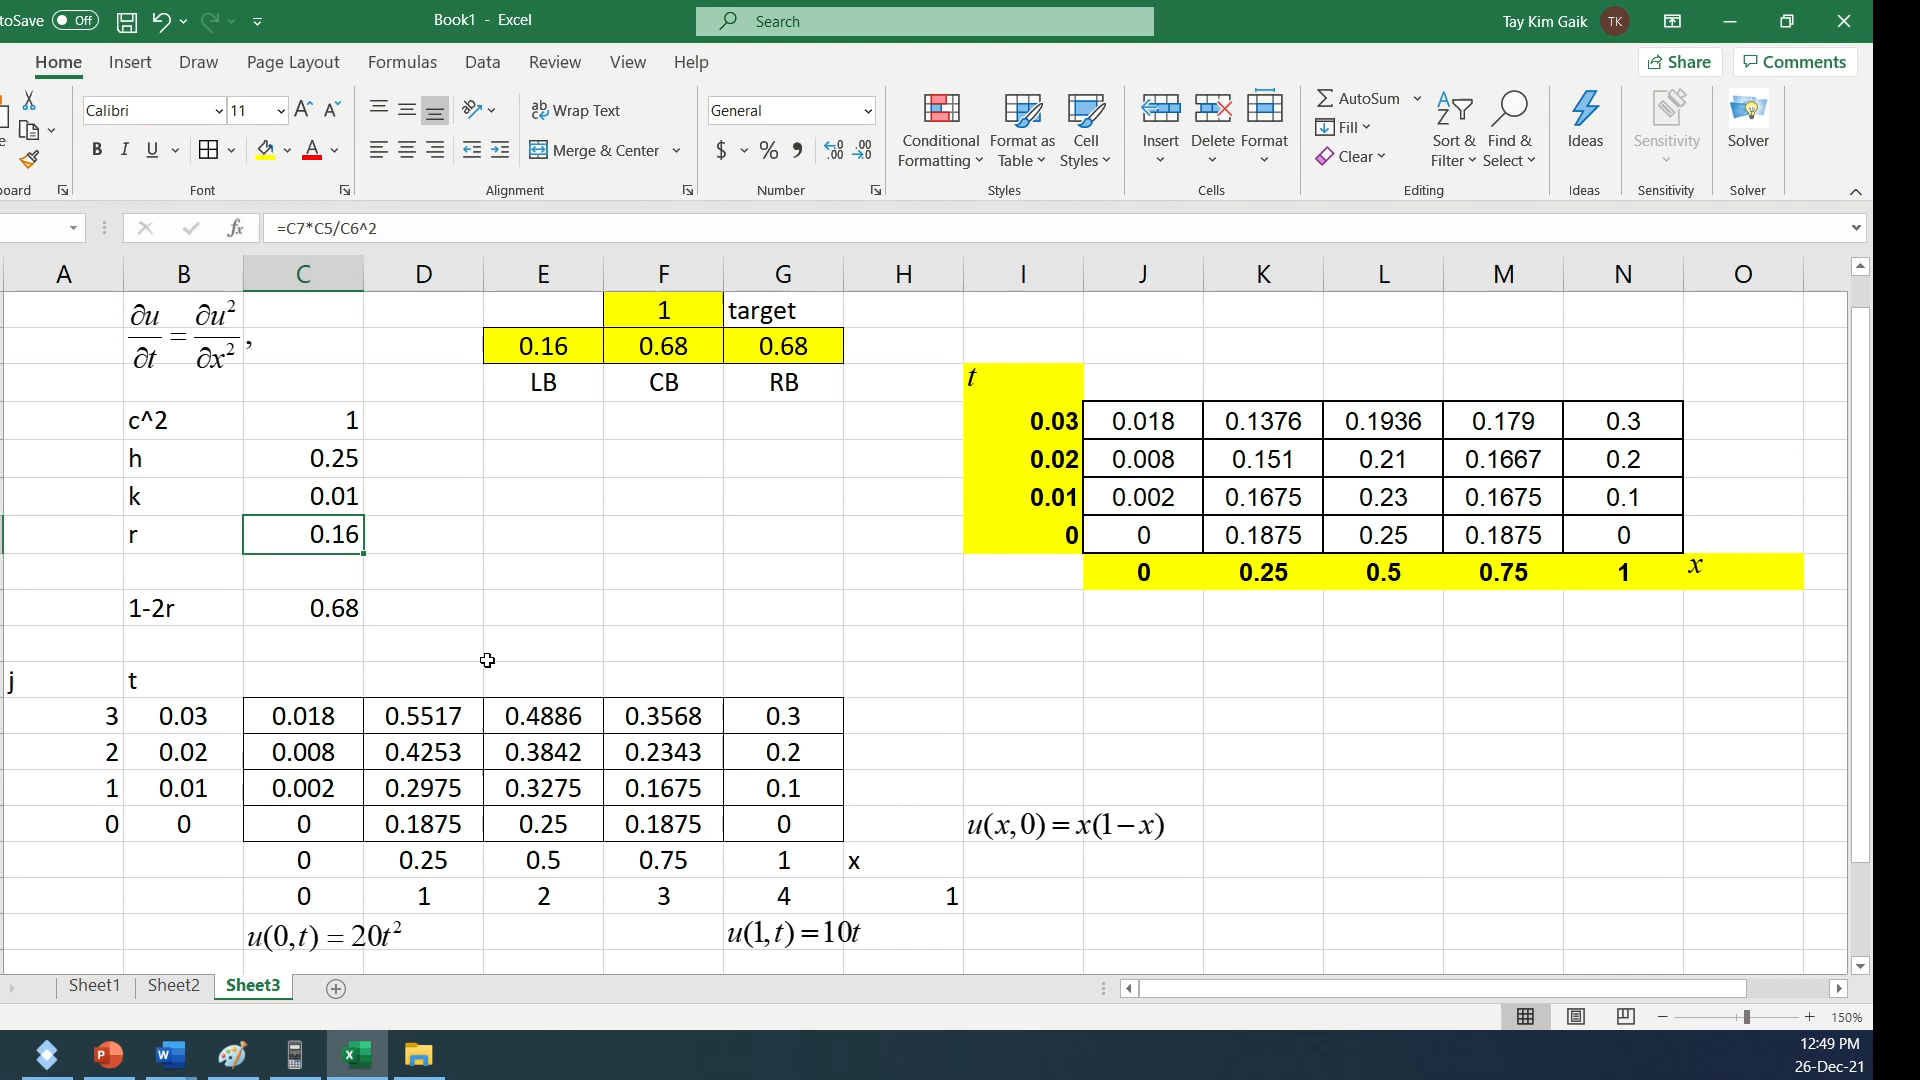 toSave Off Book1 - Excel Search Tay Kim Gaik TK
Home Insert Draw Page Layout Formulas Data Review View Help Share Comments
Calibri 11 A^ A˅ Wrap Text General Conditional Formatting Format as Table Cell Styles Insert Delete Format AutoSum Fill Clear Sort & Filter Find & Select Ideas Sensitivity Solver
B I U A Merge & Center $ % 9 .00
board Font Alignment Number Styles Cells Editing Ideas Sensitivity Solver
fx =C7*C5/C6^2
A B C D E F G H I J K L M N O
∂u/∂t = ∂u²/∂x², 1 target
0.16 0.68 0.68
LB CB RB t
c^2 1 0.03 0.018 0.1376 0.1936 0.179 0.3
h 0.25 0.02 0.008 0.151 0.21 0.1667 0.2
k 0.01 0.01 0.002 0.1675 0.23 0.1675 0.1
r 0.16 0 0 0.1875 0.25 0.1875 0
0 0.25 0.5 0.75 1 x
1-2r 0.68
j t
3 0.03 0.018 0.5517 0.4886 0.3568 0.3
2 0.02 0.008 0.4253 0.3842 0.2343 0.2
1 0.01 0.002 0.2975 0.3275 0.1675 0.1
0 0 0 0.1875 0.25 0.1875 0 u(x,0)=x(1−x)
0 0.25 0.5 0.75 1 x
0 1 2 3 4 1
u(0,t)=20t² u(1,t)=10t
Sheet1 Sheet2 Sheet3
150%
12:49 PM
26-Dec-21